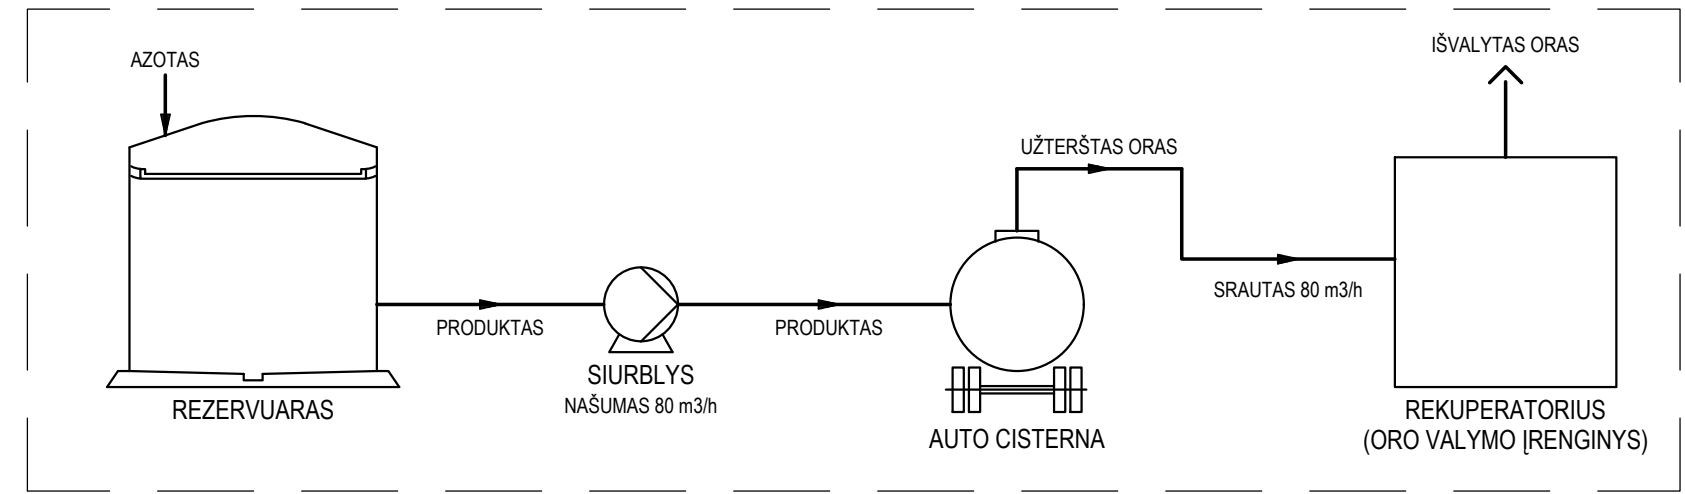 AZOTAS
IŠVALYTAS ORAS
UŽTERŠTAS ORAS
SRAUTAS 80 m3/h
PRODUKTAS
PRODUKTAS
SIURBLYS
NAŠUMAS 80 m3/h
REZERVUARAS
AUTO CISTERNA
REKUPERATORIUS
(ORO VALYMO ĮRENGINYS)